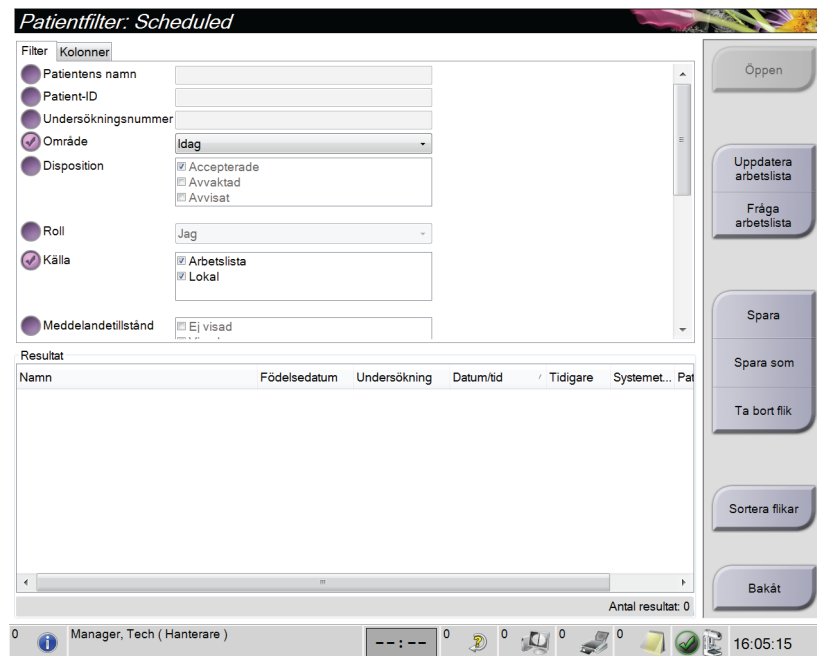 Patientfilter: Scheduled
Filter Kolonner
Patientens namn
Patient-ID
Undersökningsnummer
Område Idag
Disposition Accepterade
Avvaktad
Avvisat
Roll Jag
Källa Arbetslista
Lokal
Meddelandetillstånd Ej visad
Resultat
Namn Födelsedatum Undersökning Datum/tid Tidigare Systemet... Pat
Antal resultat: 0
Öppen
Uppdatera
arbetslista
Fråga
arbetslista
Spara
Spara som
Ta bort flik
Sortera flikar
Bakåt
0 Manager, Tech ( Hanterare ) --:-- 0 0 0 0 16:05:15